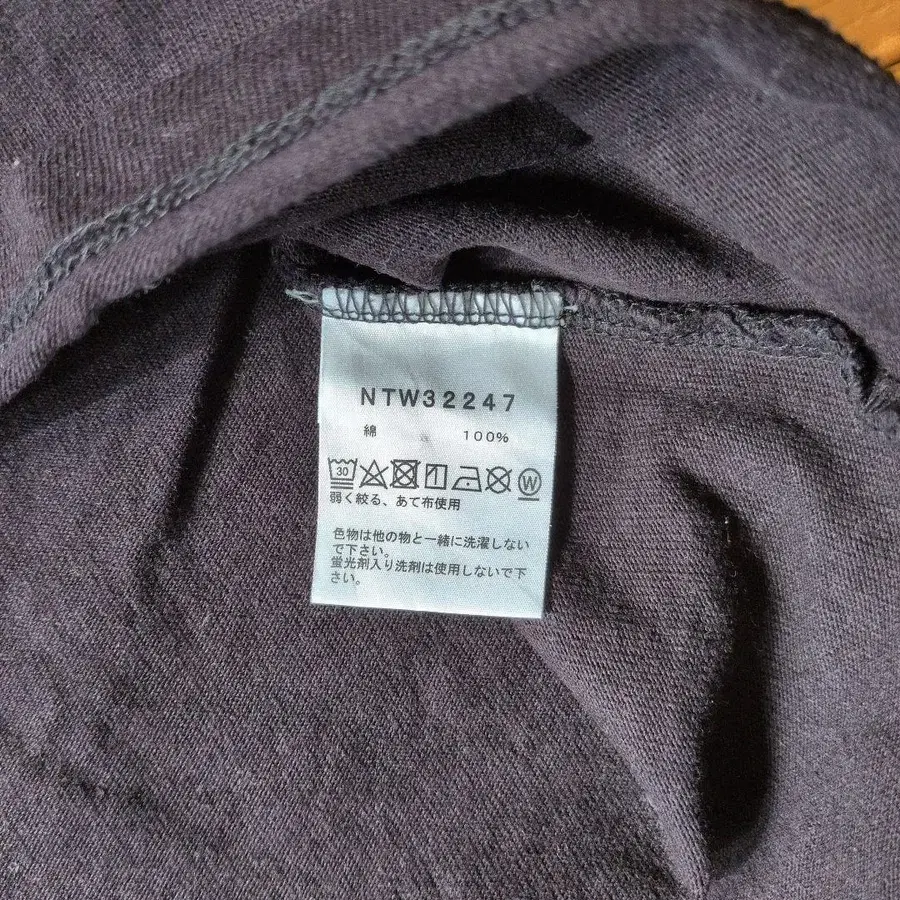 NTW32247
綿 100%
30 W
弱く絞る、あて布使用
色物は他の物と一緒に洗濯しない
で下さい。
蛍光剤入り洗剤は使用しないで下
さい。